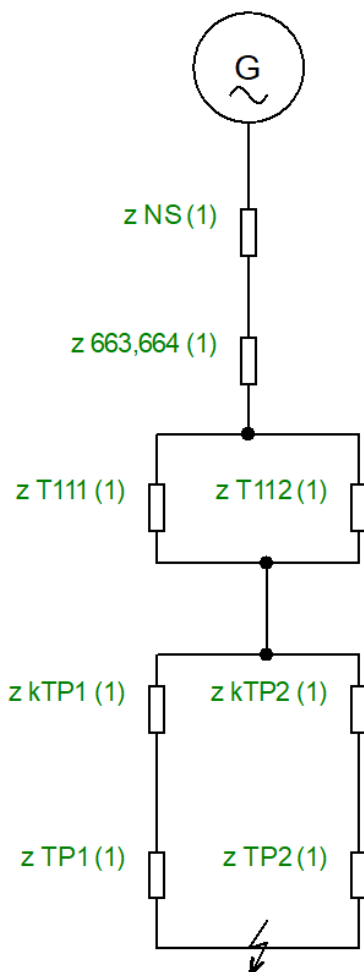 G
z NS (1)
z 663,664 (1)
z T111 (1)
z T112 (1)
z kTP1 (1)
z kTP2 (1)
z TP1 (1)
z TP2 (1)